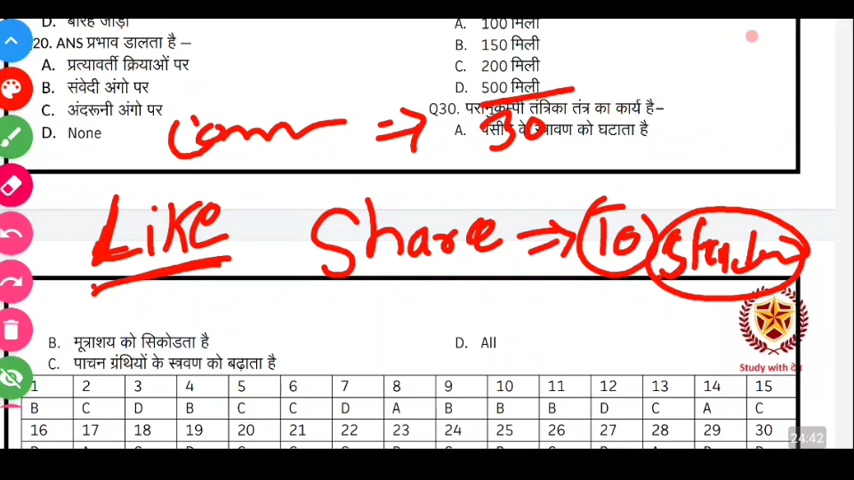 D. बारह जोड़ी
20. ANS प्रभाव डालता है –
A. प्रत्यावर्ती क्रियाओं पर
B. संवेदी अंगो पर
C. अंदरूनी अंगो पर
D. None
A. 100 मिली
B. 150 मिली
C. 200 मिली
D. 500 मिली
Q30. परानुकम्पी तंत्रिका तंत्र का कार्य है–
A. पसीने के स्त्रावण को घटाता है
⇒ 30
Like Share ⇒ 10
B. मूत्राशय को सिकोडता है
C. पाचन ग्रंथियों के स्त्रवण को बढ़ाता है
D. All
Study with देव
1 2 3 4 5 6 7 8 9 10 11 12 13 14 15
B C D B C C D A B B B D C A C
16 17 18 19 20 21 22 23 24 25 26 27 28 29 30
24:42